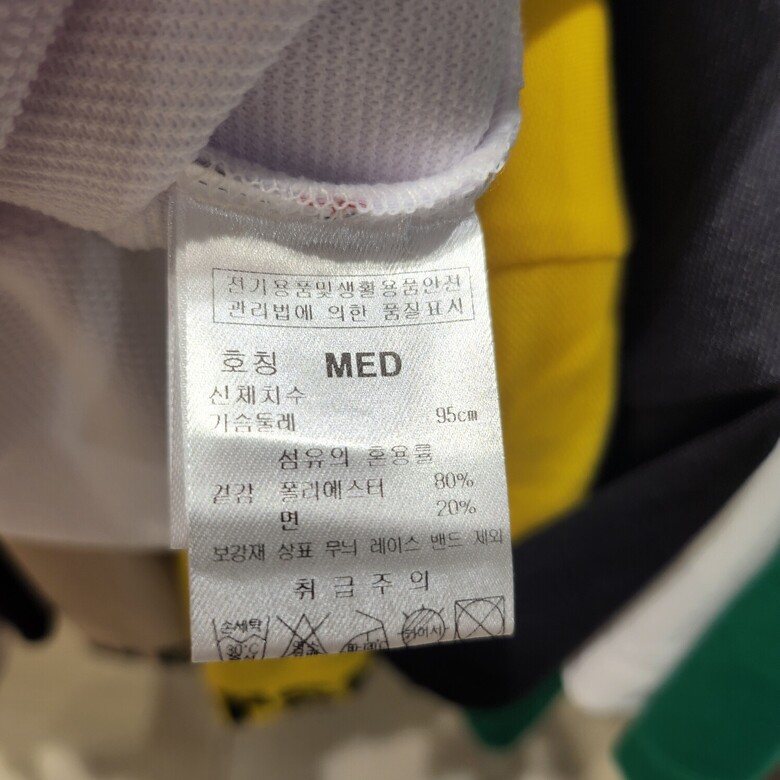 전기용품및생활용품안전
관리법에 의한 품질표시
호칭 MED
신체치수
가슴둘레 95cm
섬유의 혼용률
겉감 폴리에스터 80%
면 20%
보강재 상표 무늬 레이스 밴드 제외
취급주의
손세탁
드라이